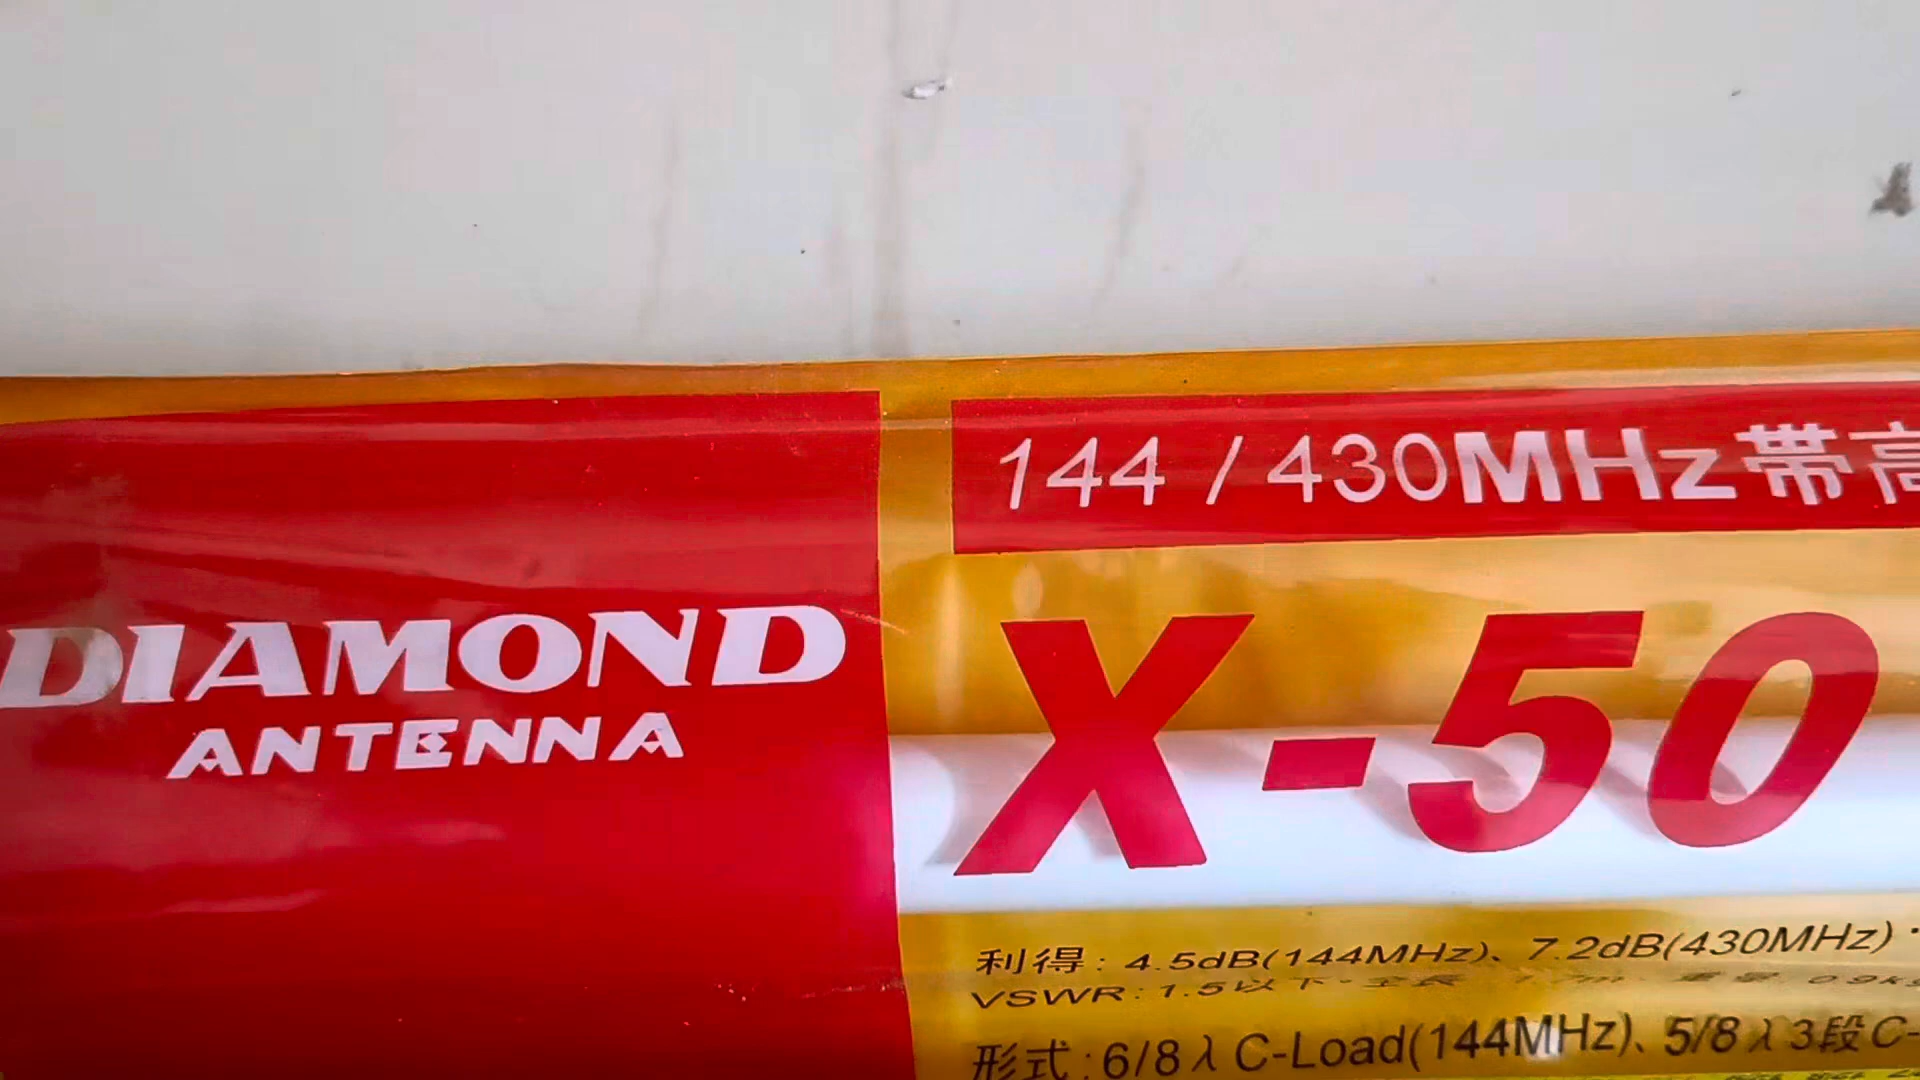 DIAMOND
ANTENNA
144 / 430MHz帯高
X-50
利得: 4.5dB(144MHz)、7.2dB(430MHz)・
VSWR: 1.5以下・全長
形式: 6/8λ C-Load(144MHz)、5/8λ3段C-